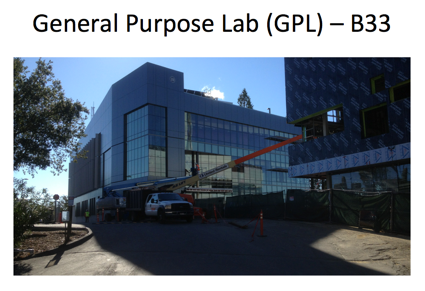 General Purpose Lab (GPL) – B33